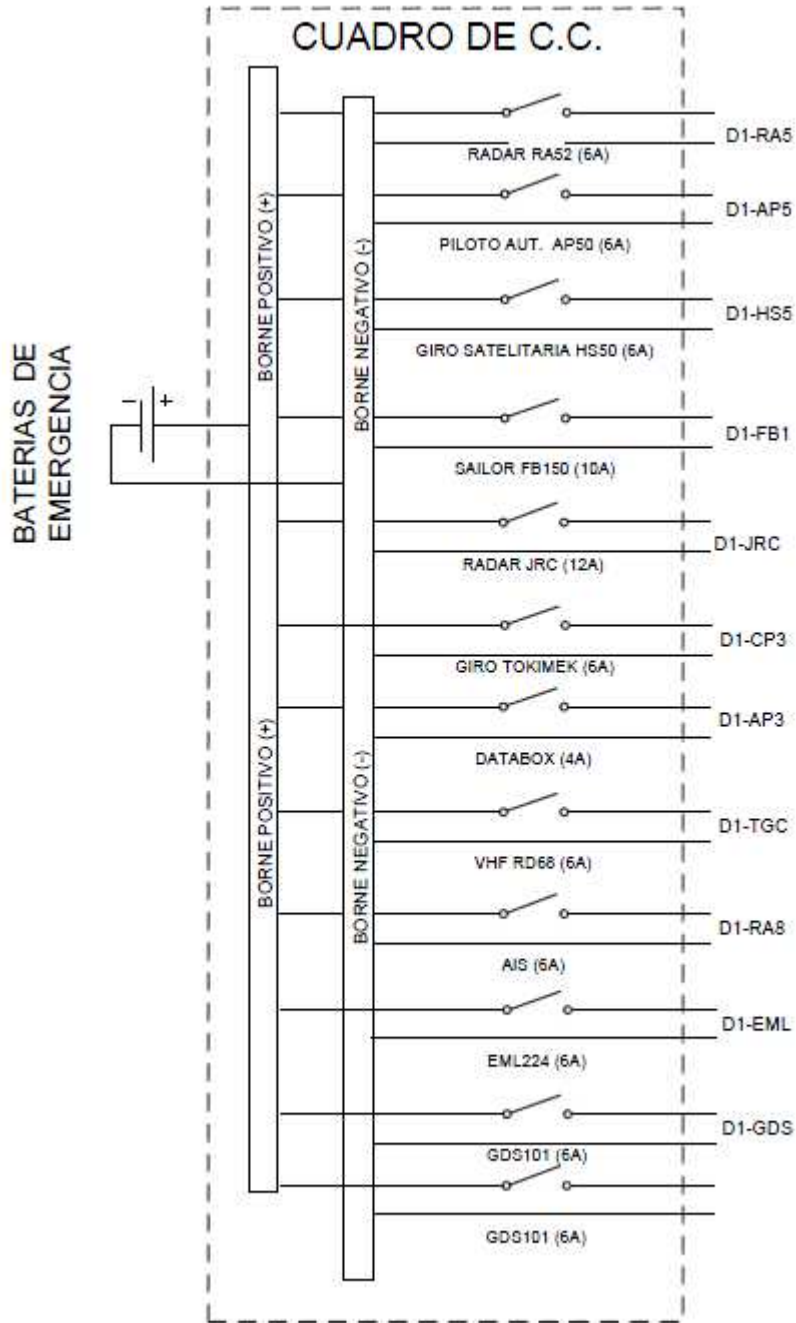 CUADRO DE C.C.
BATERIAS DE
EMERGENCIA
- +
BORNE POSITIVO (+)
BORNE NEGATIVO (-)
D1-RA5
RADAR RA52 (6A)
D1-AP5
PILOTO AUT. AP50 (6A)
D1-HS5
GIRO SATELITARIA HS50 (6A)
D1-FB1
SAILOR FB150 (10A)
D1-JRC
RADAR JRC (12A)
D1-CP3
GIRO TOKIMEK (6A)
D1-AP3
BORNE POSITIVO (+)
BORNE NEGATIVO (-)
DATABOX (4A)
D1-TGC
VHF RD68 (6A)
D1-RA8
AIS (6A)
D1-EML
EML224 (6A)
D1-GDS
GDS101 (6A)
GDS101 (6A)